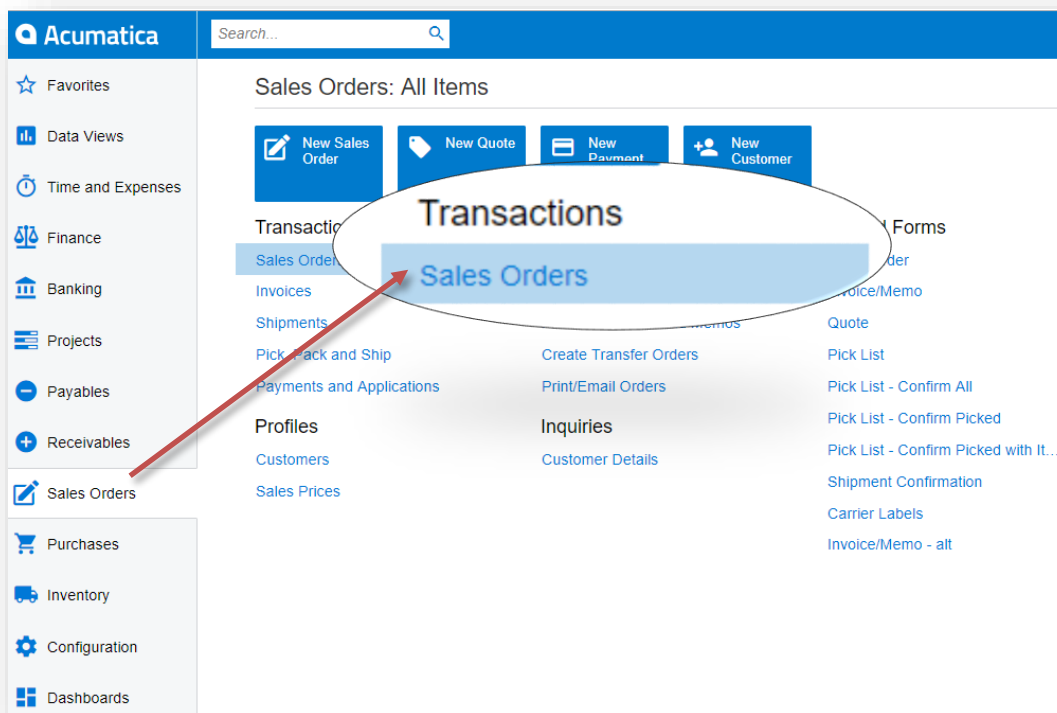 Acumatica
Search...
Favorites
Data Views
Time and Expenses
Finance
Banking
Projects
Payables
Receivables
Sales Orders
Purchases
Inventory
Configuration
Dashboards
Sales Orders: All Items
New Sales
Order
New Quote
New
Payment
New
Customer
Transactions
Sales Orders
Sales Order
Invoices
Shipments
Pick, Pack and Ship
Payments and Applications
Profiles
Customers
Sales Prices
Create Transfer Orders
Print/Email Orders
Inquiries
Customer Details
Forms
Invoice/Memo
Quote
Pick List
Pick List - Confirm All
Pick List - Confirm Picked
Pick List - Confirm Picked with It...
Shipment Confirmation
Carrier Labels
Invoice/Memo - alt